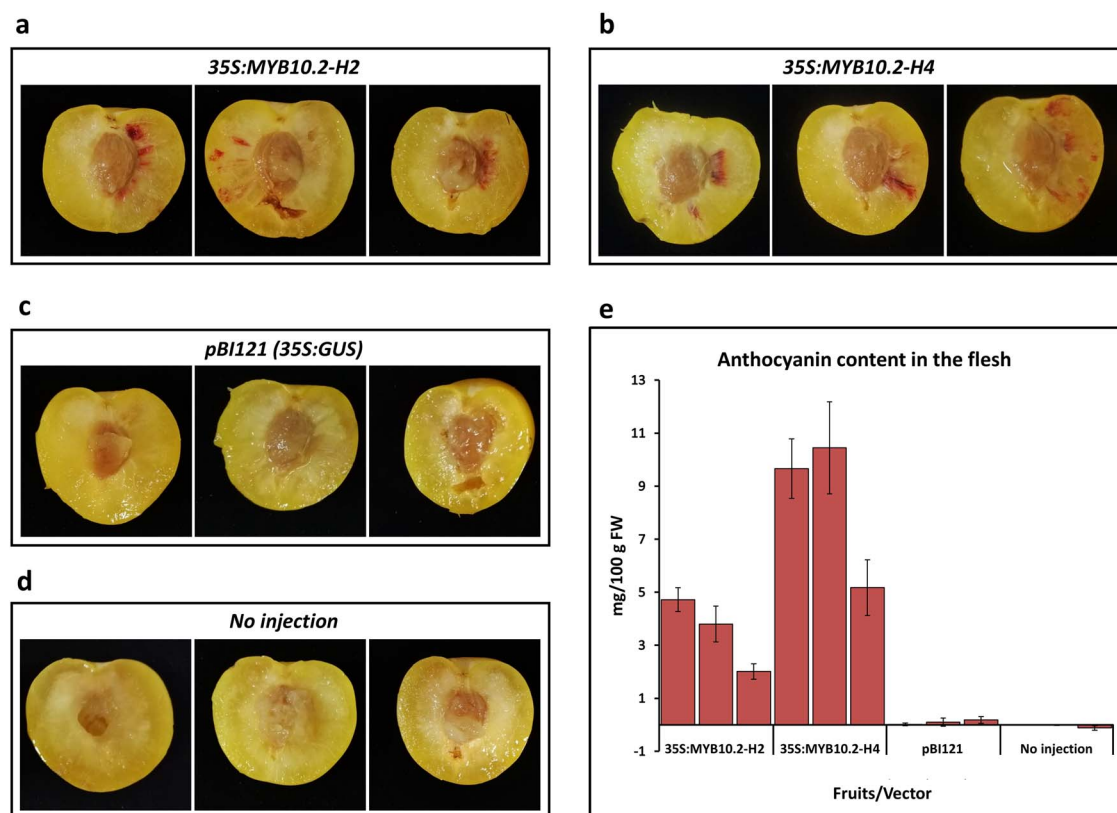 a
35S:MYB10.2-H2
b
35S:MYB10.2-H4
c
pBI121 (35S:GUS)
d
No injection
e
Anthocyanin content in the flesh
mg/100 g FW
13
11
9
7
5
3
1
-1
35S:MYB10.2-H2
35S:MYB10.2-H4
pBI121
No injection
Fruits/Vector